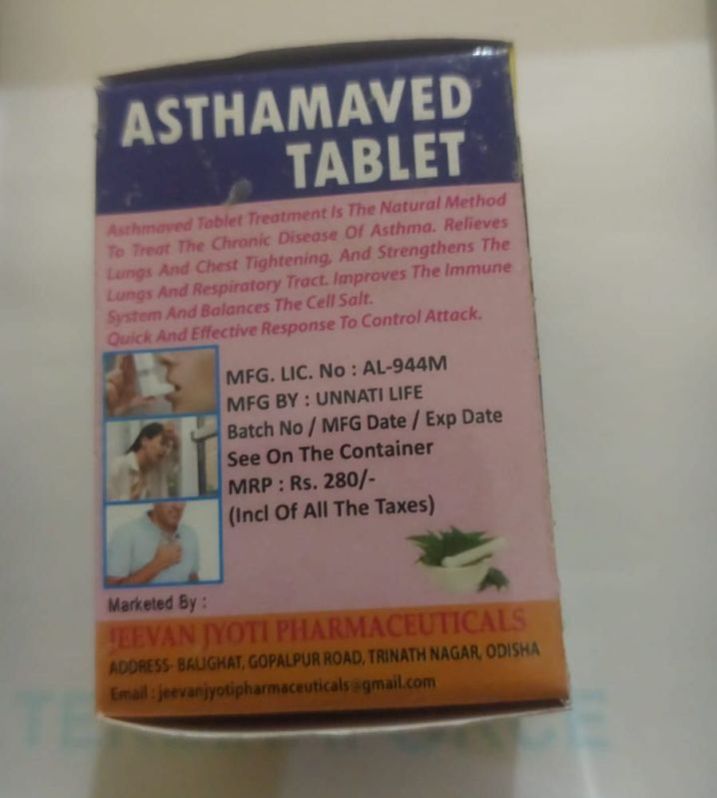 ASTHAMAVED
TABLET
Asthmaved Tablet Treatment Is The Natural Method
To Treat The Chronic Disease Of Asthma. Relieves
Lungs And Chest Tightening, And Strengthens The
Lungs And Respiratory Tract. Improves The Immune
System And Balances The Cell Salt.
Quick And Effective Response To Control Attack.
MFG. LIC. No : AL-944M
MFG BY : UNNATI LIFE
Batch No / MFG Date / Exp Date
See On The Container
MRP : Rs. 280/-
(Incl Of All The Taxes)
Marketed By :
JEEVAN JYOTI PHARMACEUTICALS
ADDRESS- BALIGHAT, GOPALPUR ROAD, TRINATH NAGAR, ODISHA
Email : jeevanjyotipharmaceuticals@gmail.com